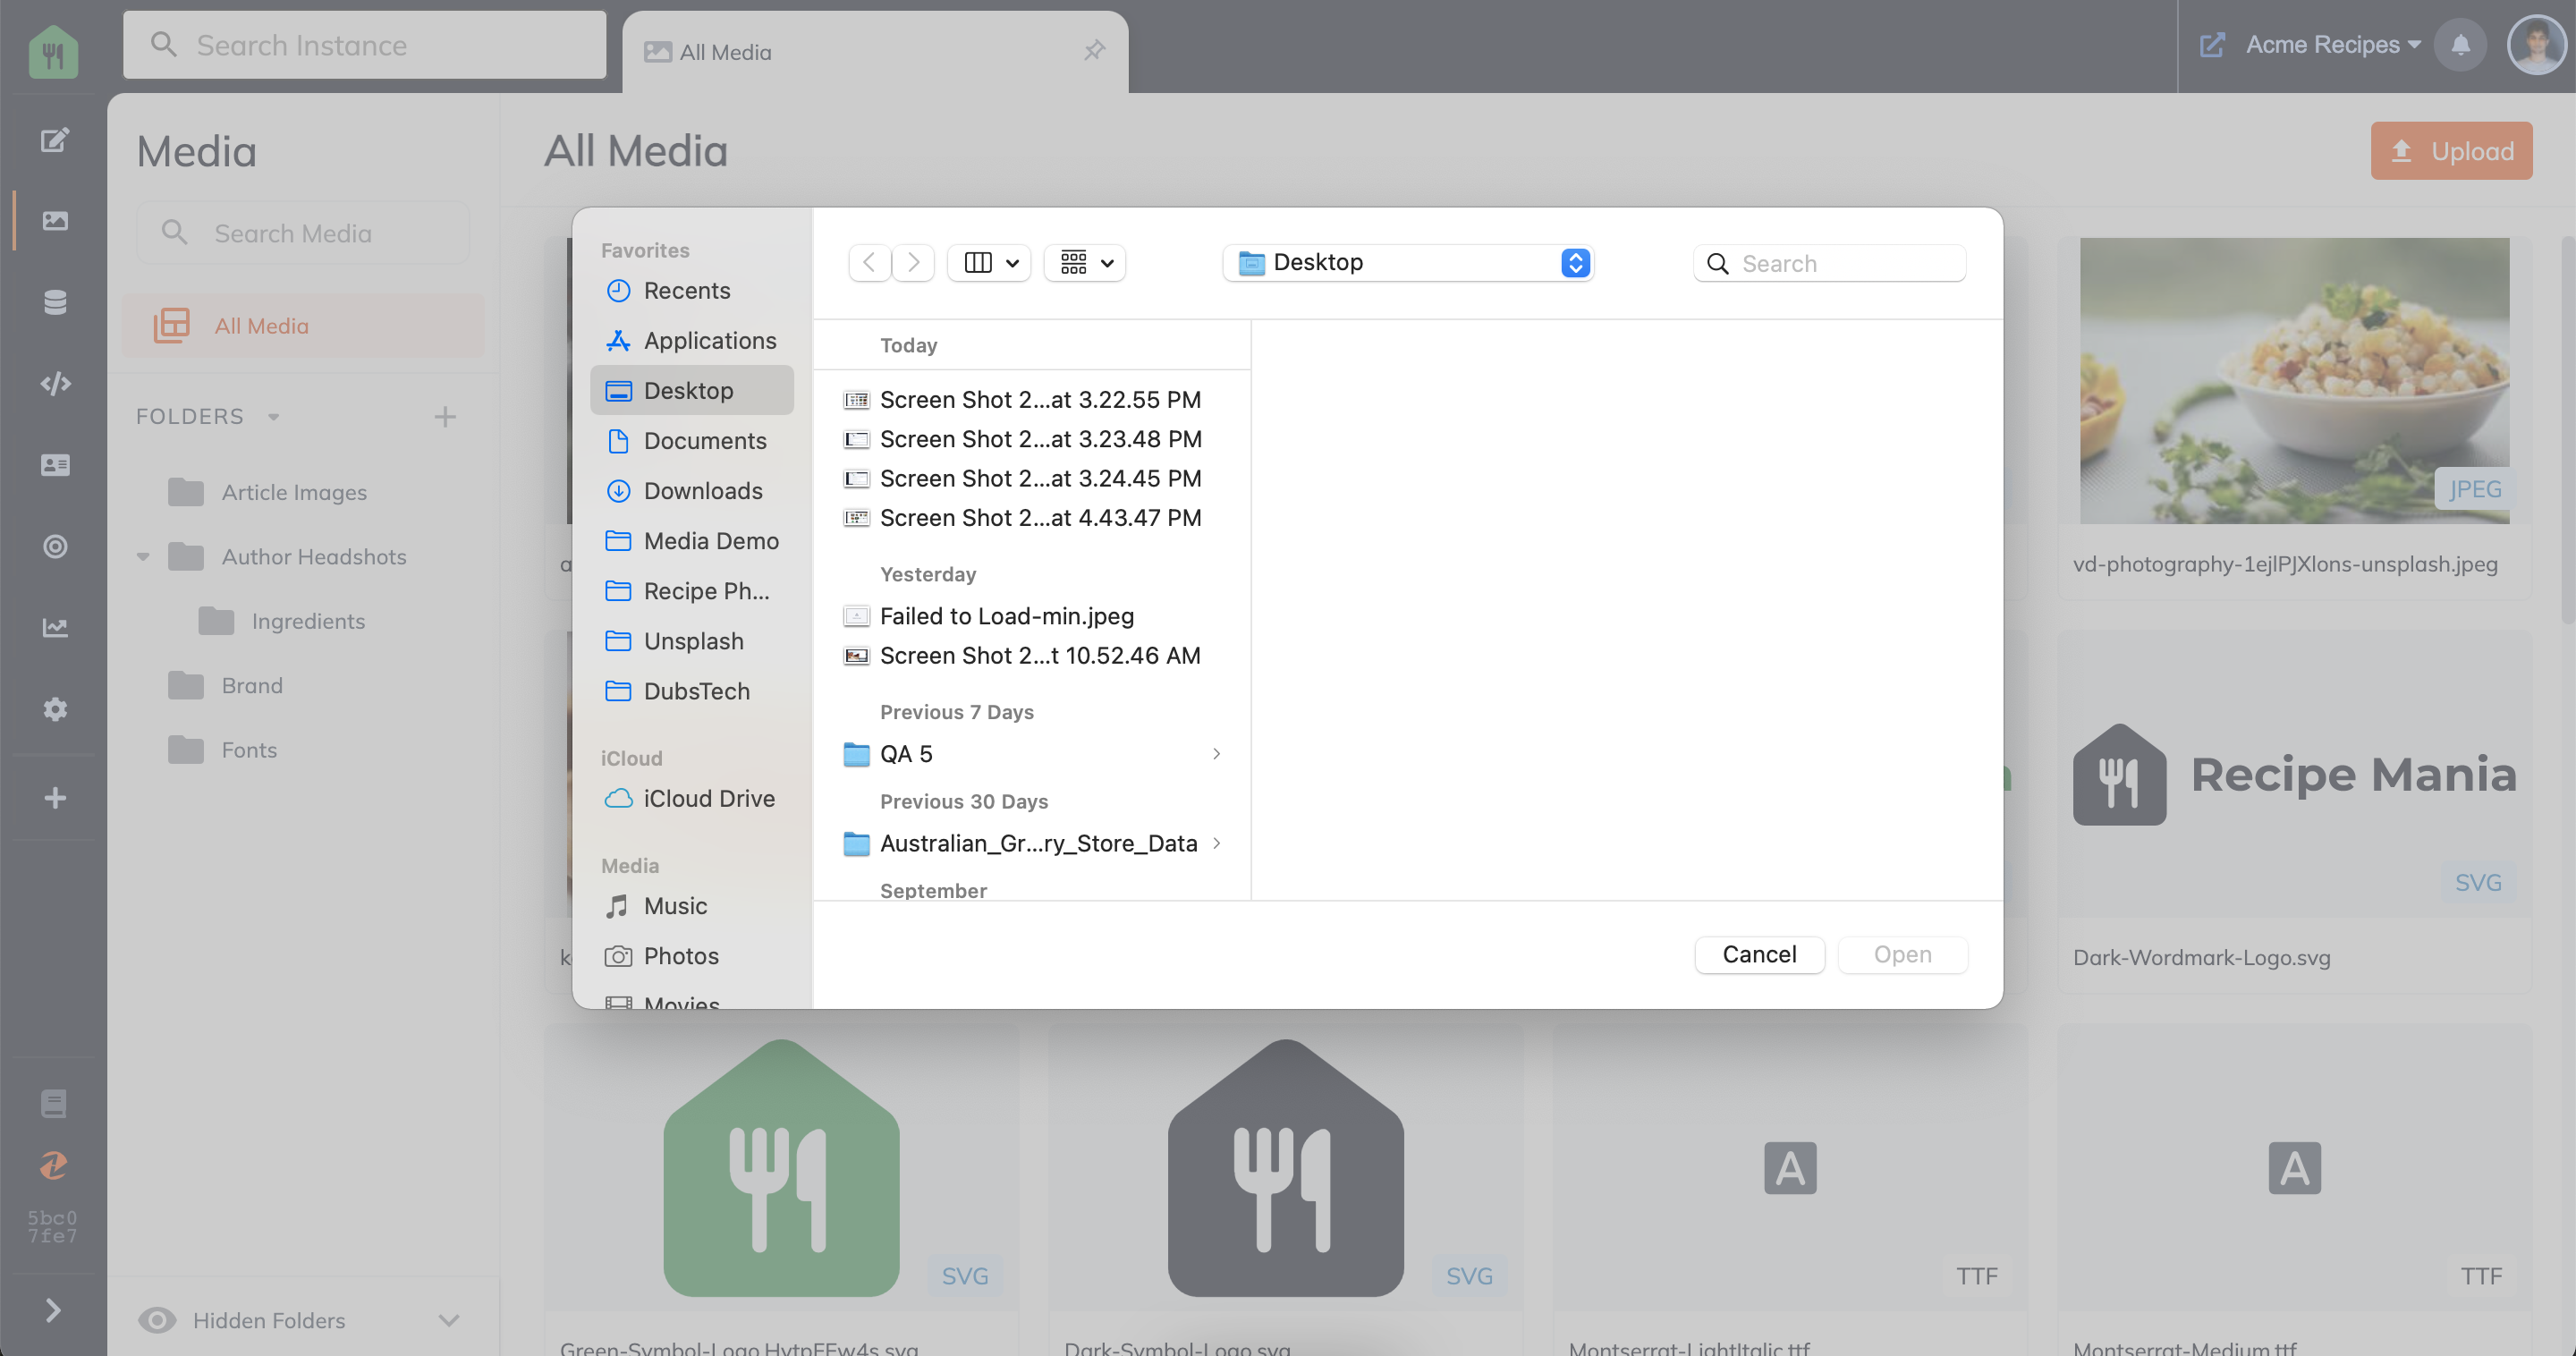 Search Instance
All Media
Acme Recipes
Media
All Media
Upload
Search Media
All Media
FOLDERS
Article Images
Author Headshots
Ingredients
Brand
Fonts
Hidden Folders
5bc0
7fe7
Favorites
Recents
Applications
Desktop
Documents
Downloads
Media Demo
Recipe Ph...
Unsplash
DubsTech
iCloud
iCloud Drive
Media
Music
Photos
Movies
Desktop
Search
Today
Screen Shot 2...at 3.22.55 PM
Screen Shot 2...at 3.23.48 PM
Screen Shot 2...at 3.24.45 PM
Screen Shot 2...at 4.43.47 PM
Yesterday
Failed to Load-min.jpeg
Screen Shot 2...t 10.52.46 AM
Previous 7 Days
QA 5
Previous 30 Days
Australian_Gr...ry_Store_Data
September
Cancel
Open
JPEG
vd-photography-1ejlPJXlons-unsplash.jpeg
Recipe Mania
SVG
Dark-Wordmark-Logo.svg
SVG
SVG
A
TTF
A
TTF
Green-Symbol-Logo.HytpFFw4s.svg
Dark-Symbol-Logo.svg
Montserrat-LightItalic.ttf
Montserrat-Medium.ttf